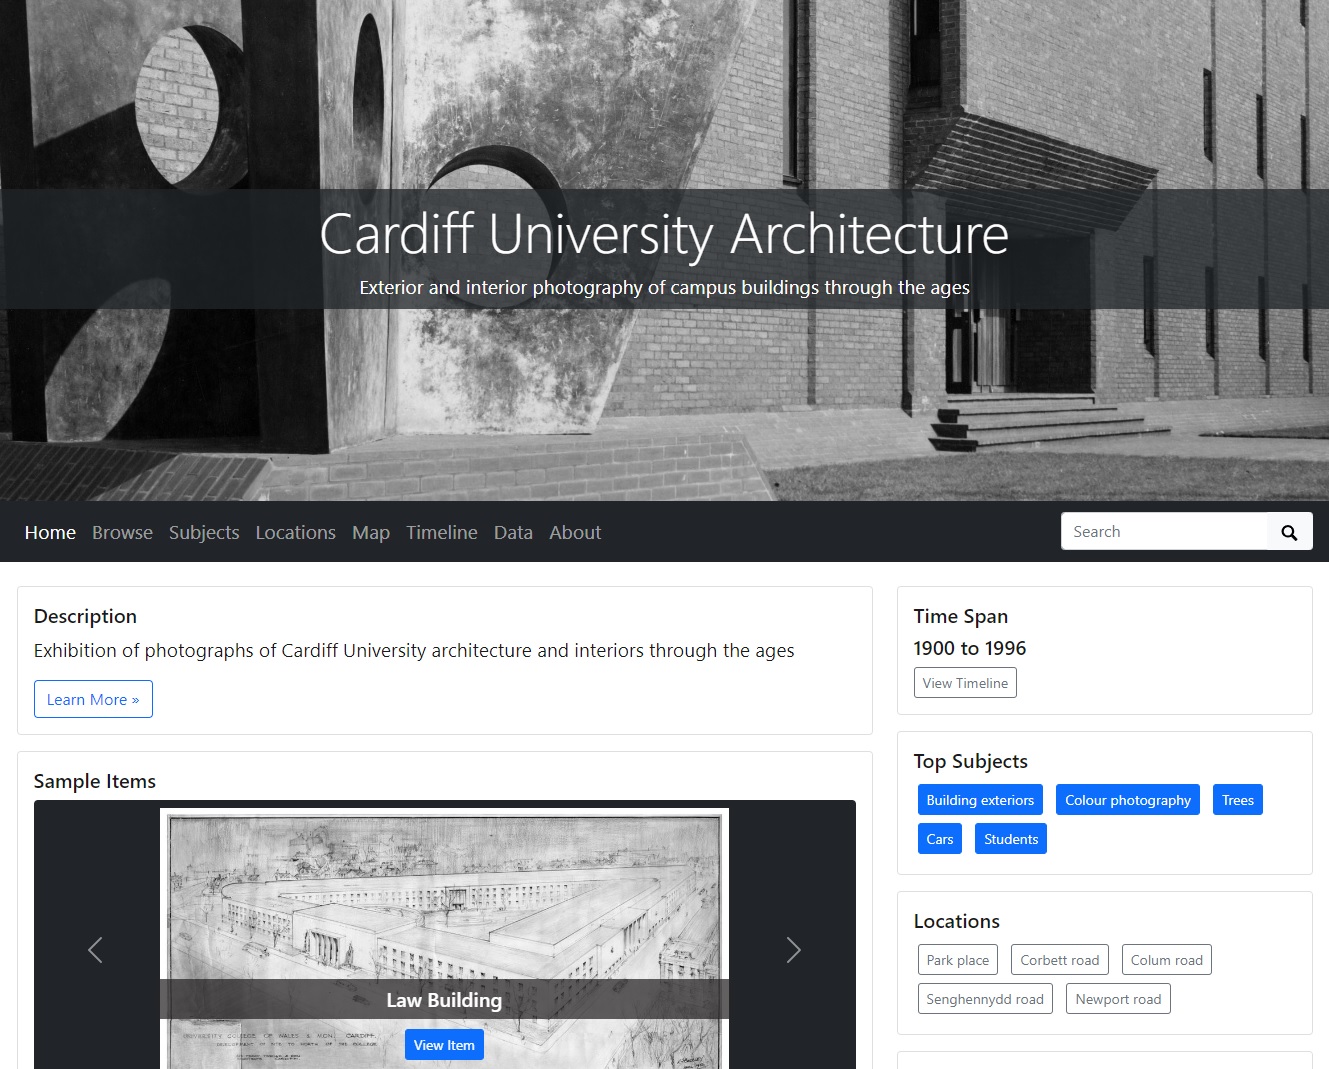 Cardiff University Architecture
Exterior and interior photography of campus buildings through the ages
Home Browse Subjects Locations Map Timeline Data About Search
Description
Exhibition of photographs of Cardiff University architecture and interiors through the ages
Learn More »
Sample Items
Law Building
UNIVERSITY COLLEGE OF WALES & MON. CARDIFF.
View Item
Time Span
1900 to 1996
View Timeline
Top Subjects
Building exteriors Colour photography Trees
Cars Students
Locations
Park place Corbett road Colum road
Senghennydd road Newport road